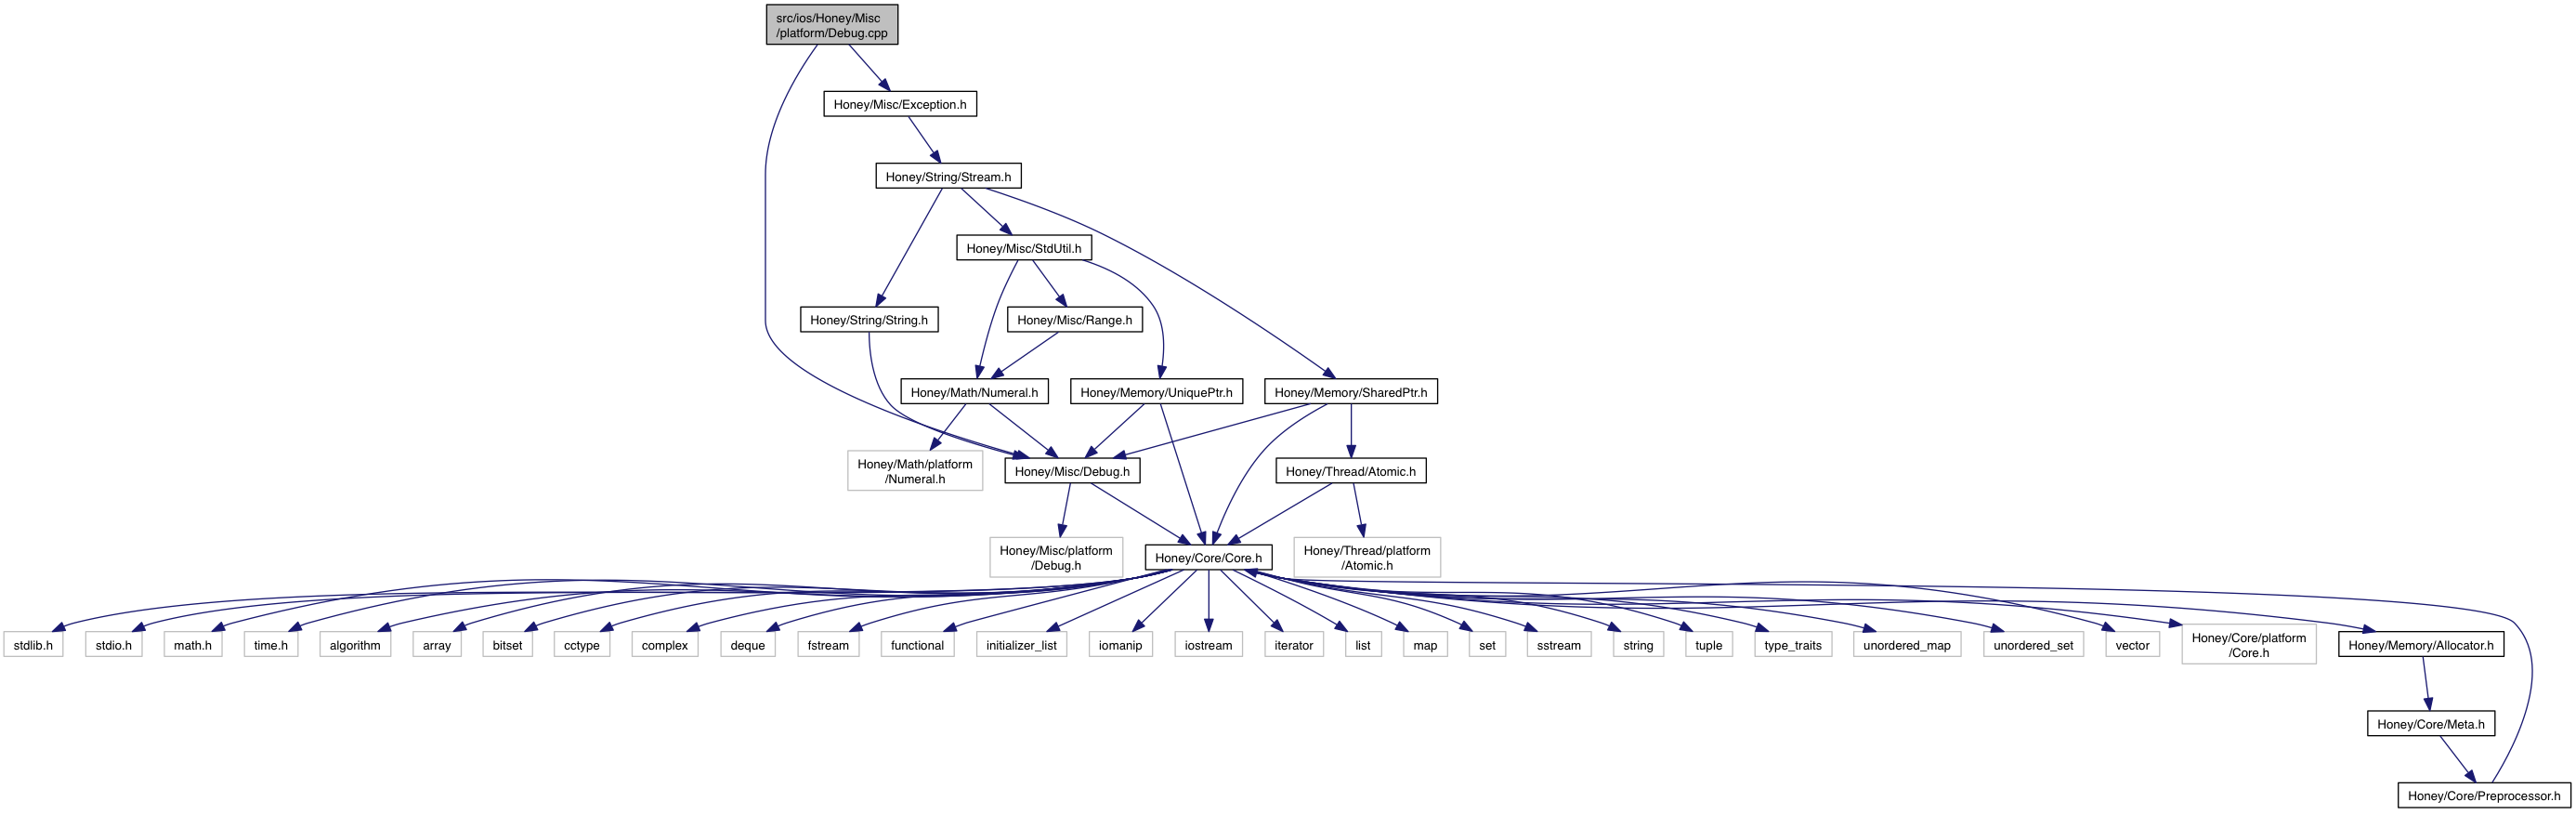 src/ios/Honey/Misc
/platform/Debug.cpp
Honey/Misc/Exception.h
Honey/String/Stream.h
Honey/Misc/StdUtil.h
Honey/String/String.h
Honey/Misc/Range.h
Honey/Math/Numeral.h
Honey/Memory/UniquePtr.h
Honey/Memory/SharedPtr.h
Honey/Math/platform
/Numeral.h
Honey/Misc/Debug.h
Honey/Thread/Atomic.h
Honey/Misc/platform
/Debug.h
Honey/Core/Core.h
Honey/Thread/platform
/Atomic.h
stdlib.h
stdio.h
math.h
time.h
algorithm
array
bitset
cctype
complex
deque
fstream
functional
initializer_list
iomanip
iostream
iterator
list
map
set
sstream
string
tuple
type_traits
unordered_map
unordered_set
vector
Honey/Core/platform
/Core.h
Honey/Memory/Allocator.h
Honey/Core/Meta.h
Honey/Core/Preprocessor.h